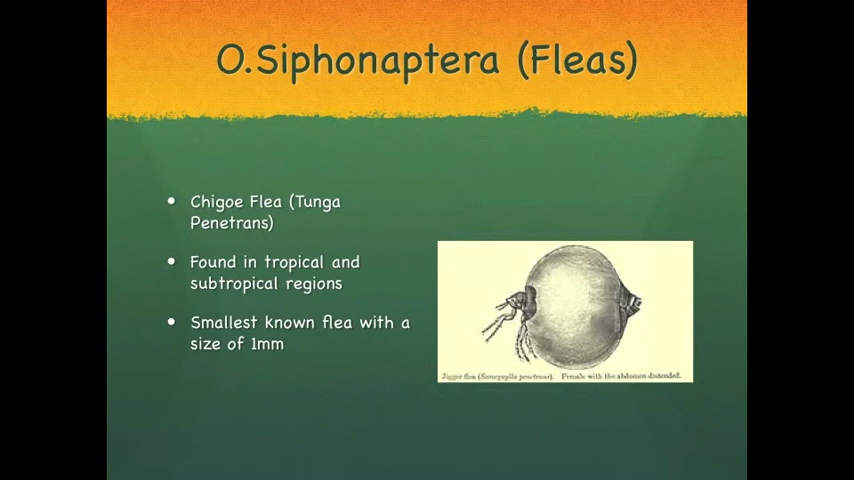 O.Siphonaptera (Fleas)
• Chigoe Flea (Tunga
Penetrans)
• Found in tropical and
subtropical regions
• Smallest known flea with a
size of 1mm
Jigger flea (Sarcopsylla penetrans). Female with the abdomen distended.